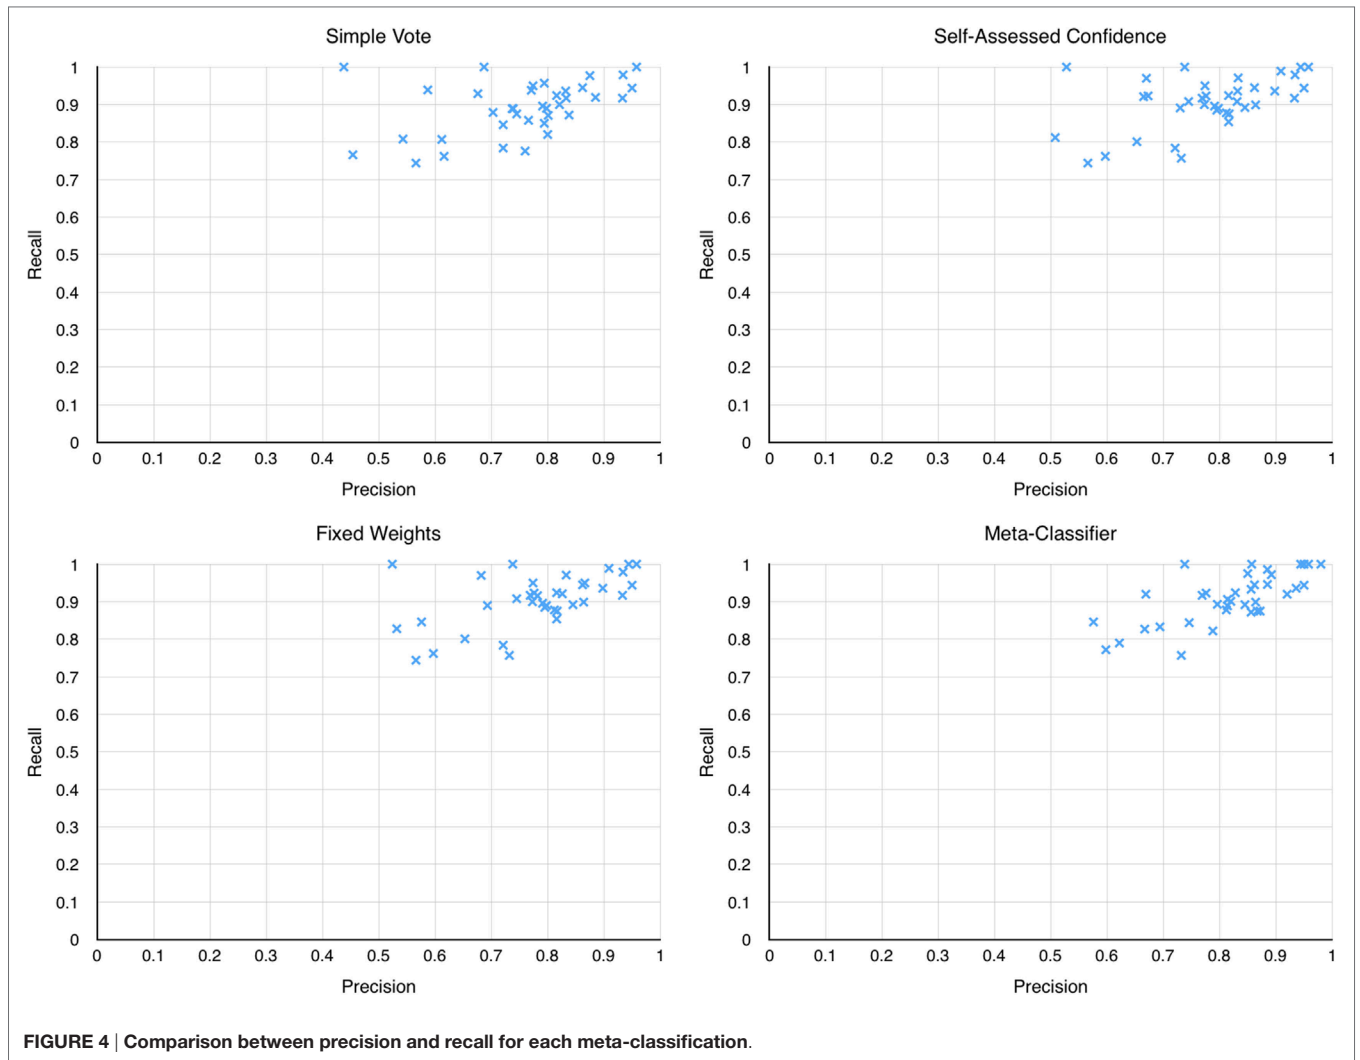 Simple Vote
1
0.9
0.8
0.7
0.6
0.5
0.4
0.3
0.2
0.1
0
Recall
0 0.1 0.2 0.3 0.4 0.5 0.6 0.7 0.8 0.9 1
Precision
Self-Assessed Confidence
1
0.9
0.8
0.7
0.6
0.5
0.4
0.3
0.2
0.1
0
Recall
0 0.1 0.2 0.3 0.4 0.5 0.6 0.7 0.8 0.9 1
Precision
Fixed Weights
1
0.9
0.8
0.7
0.6
0.5
0.4
0.3
0.2
0.1
0
Recall
0 0.1 0.2 0.3 0.4 0.5 0.6 0.7 0.8 0.9 1
Precision
Meta-Classifier
1
0.9
0.8
0.7
0.6
0.5
0.4
0.3
0.2
0.1
0
Recall
0 0.1 0.2 0.3 0.4 0.5 0.6 0.7 0.8 0.9 1
Precision
FIGURE 4 | Comparison between precision and recall for each meta-classification.